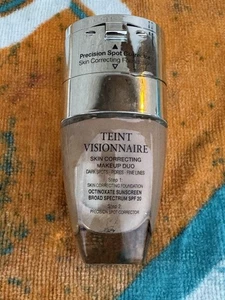 Precision Spot Corrector
Skin Correcting
TEINT
VISIONNAIRE
SKIN CORRECTING
MAKEUP DUO
DARK SPOTS · PORES · FINE LINES
Step 1
SKIN CORRECTING FOUNDATION
OCTINOXATE SUNSCREEN
BROAD SPECTRUM SPF 20
Step 2
PRECISION SPOT CORRECTOR